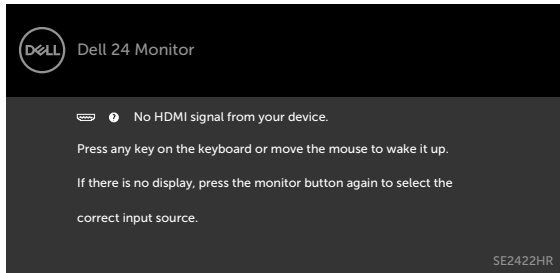 DELL
Dell 24 Monitor
? No HDMI signal from your device.
Press any key on the keyboard or move the mouse to wake it up.
If there is no display, press the monitor button again to select the
correct input source.
SE2422HR